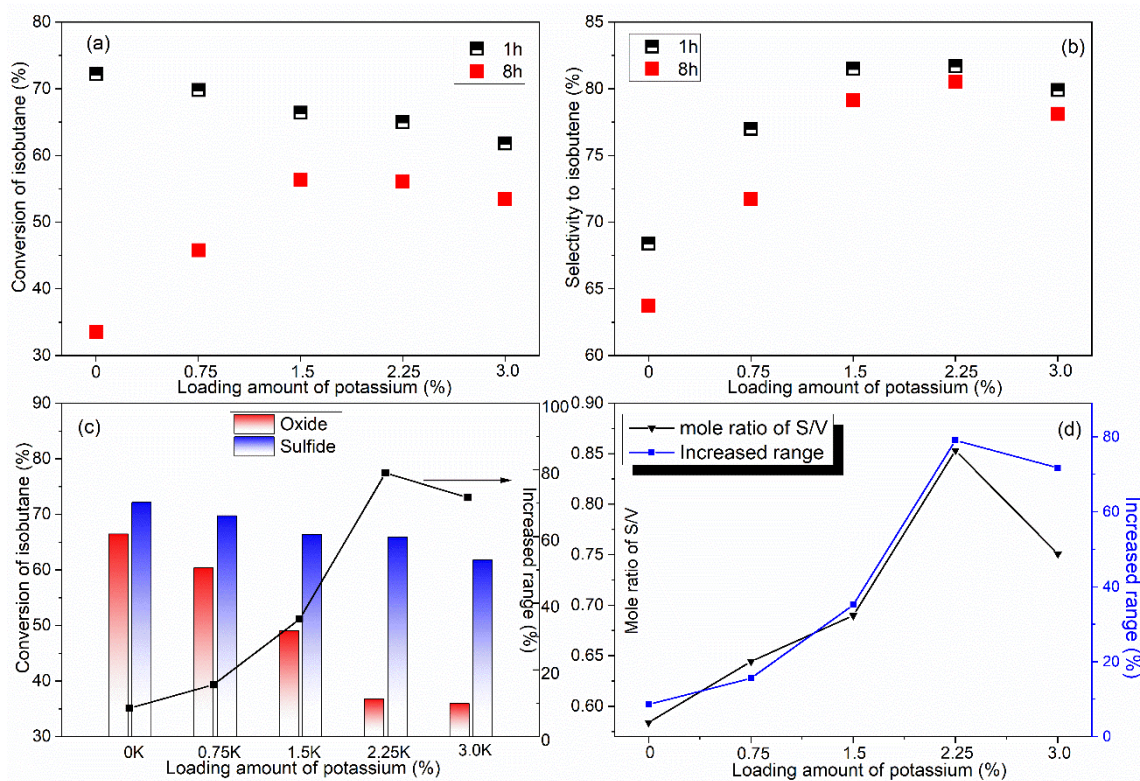 (a)
1h
8h
Conversion of isobutane (%)
80
70
60
50
40
30
0
0.75
1.5
2.25
3.0
Loading amount of potassium (%)
(b)
1h
8h
Selectivity to isobutene (%)
85
80
75
70
65
60
0
0.75
1.5
2.25
3.0
Loading amount of potassium (%)
(c)
Oxide
Sulfide
Conversion of isobutane (%)
90
80
70
60
50
40
30
100
80
60
40
20
0
Increased range
(%)
0K
0.75K
1.5K
2.25K
3.0K
Loading amount of potassium (%)
(d)
mole ratio of S/V
Increased range
Mole ratio of S/V
0.90
0.85
0.80
0.75
0.70
0.65
0.60
80
60
40
20
0
Increased range (%)
0
0.75
1.5
2.25
3.0
Loading amount of potassium (%)